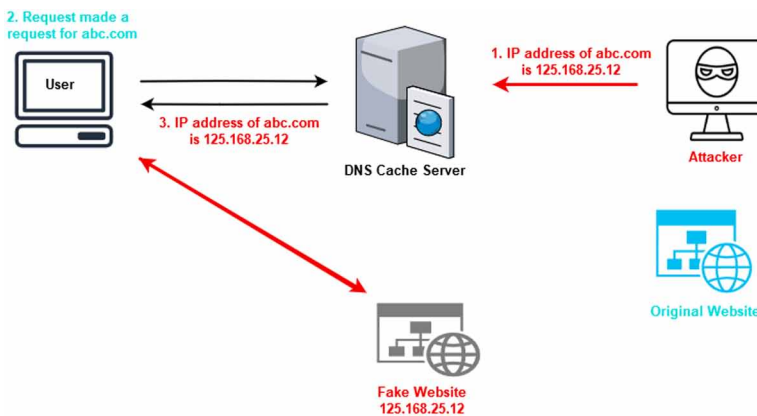 2. Request made a
request for abc.com
User
1. IP address of abc.com
is 125.168.25.12
3. IP address of abc.com
is 125.168.25.12
DNS Cache Server
Attacker
Original Website
Fake Website
125.168.25.12